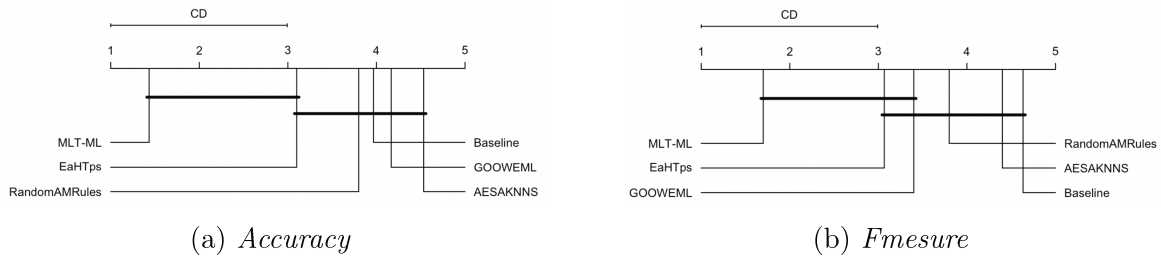 CD
1 2 3 4 5
MLT-ML Baseline
EaHTps GOOWEML
RandomAMRules AESAKNNS
(a) Accuracy
CD
1 2 3 4 5
MLT-ML RandomAMRules
EaHTps AESAKNNS
GOOWEML Baseline
(b) Fmesure